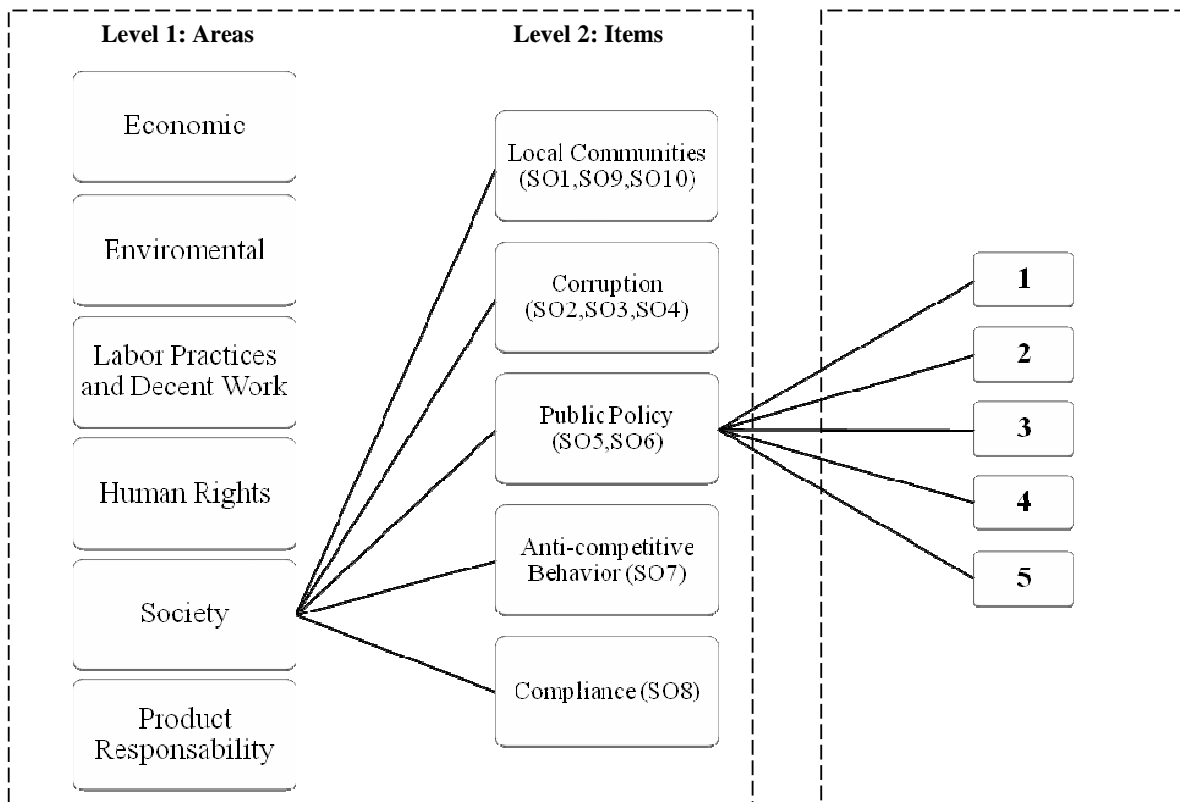 Level 1: Areas
Economic
Enviromental
Labor Practices
and Decent Work
Human Rights
Society
Product
Responsability
Level 2: Items
Local Communities
(SO1,SO9,SO10)
Corruption
(SO2,SO3,SO4)
Public Policy
(SO5,SO6)
Anti-competitive
Behavior (SO7)
Compliance (SO8)
1
2
3
4
5